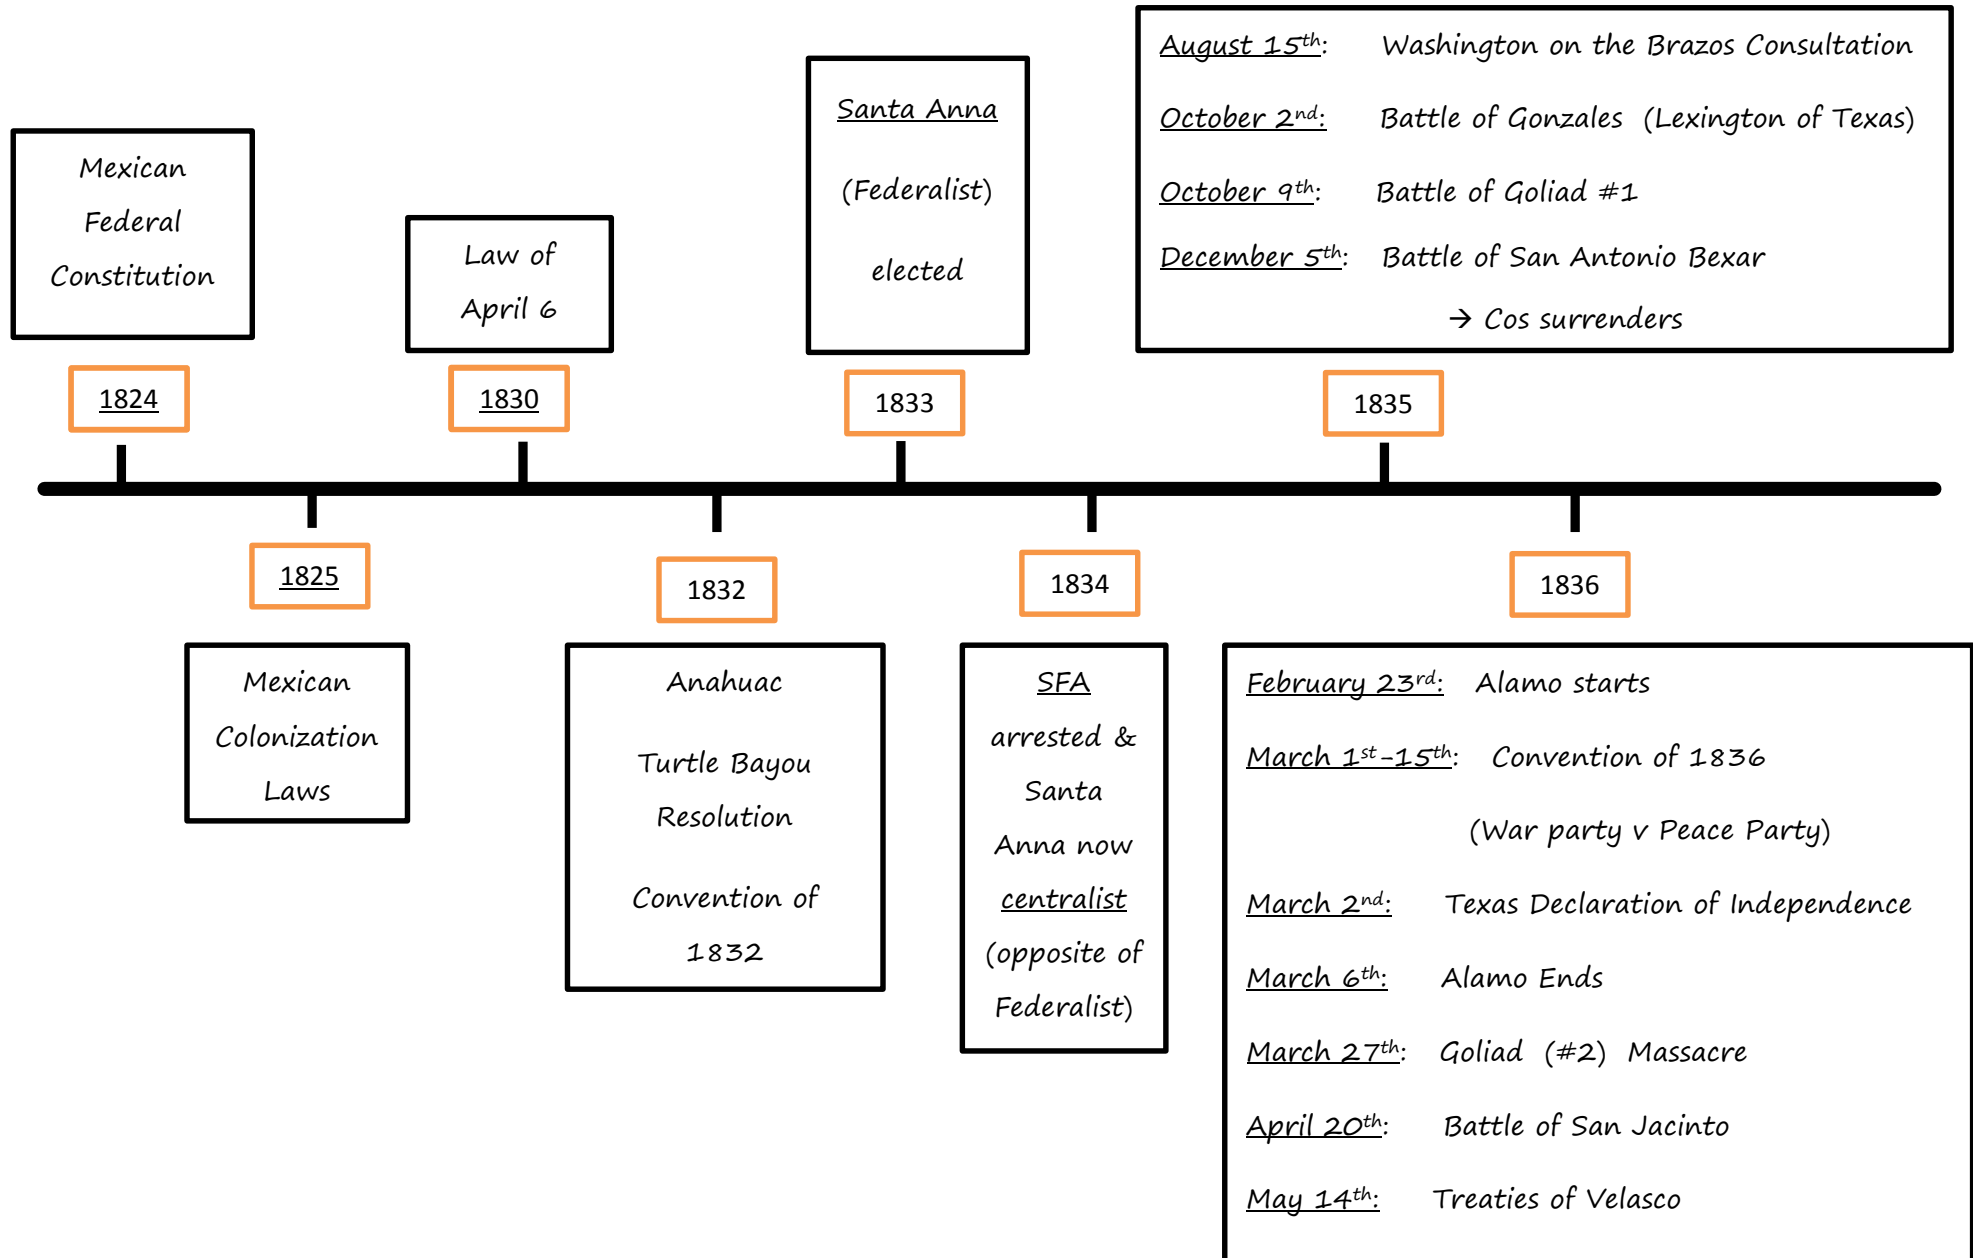 Mexican
Federal
Constitution
1824
Mexican
Colonization
Laws
1825
Law of
April 6
1830
Anahuac
Turtle Bayou
Resolution
Convention of
1832
1832
Santa Anna
(Federalist)
elected
1833
SFA
arrested &
Santa
Anna now
centralist
(opposite of
Federalist)
1834
August 15th: Washington on the Brazos Consultation
October 2nd: Battle of Gonzales (Lexington of Texas)
October 9th: Battle of Goliad #1
December 5th: Battle of San Antonio Bexar
→ Cos surrenders
1835
1836
February 23rd: Alamo starts
March 1st-15th: Convention of 1836
(War party v Peace Party)
March 2nd: Texas Declaration of Independence
March 6th: Alamo Ends
March 27th: Goliad (#2) Massacre
April 20th: Battle of San Jacinto
May 14th: Treaties of Velasco